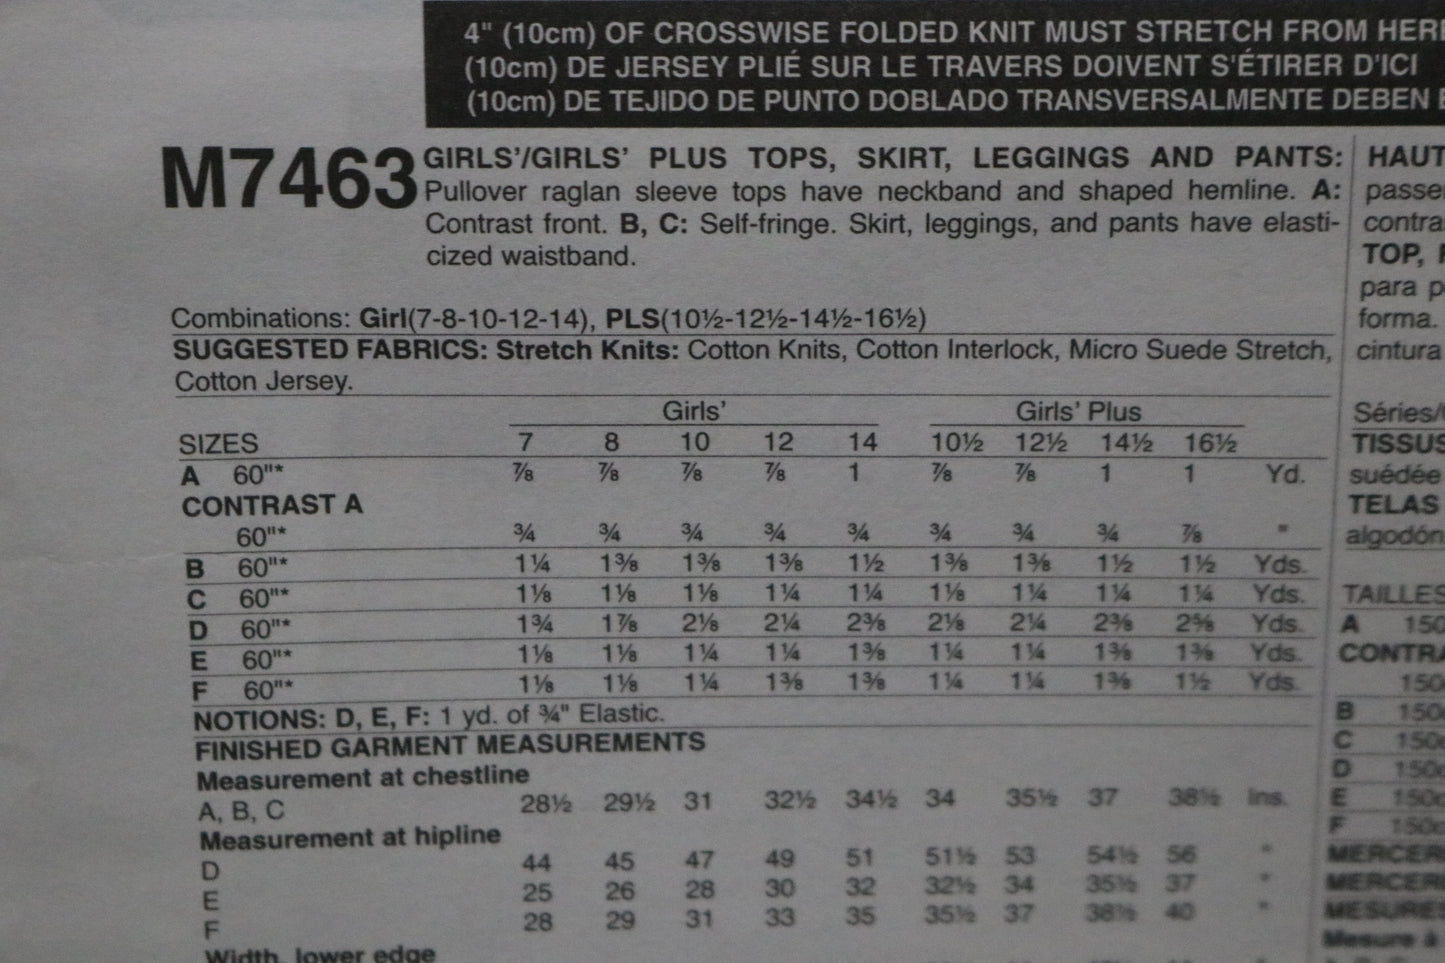 4" (10cm) OF CROSSWISE FOLDED KNIT MUST STRETCH FROM
(10cm) DE JERSEY PLIÉ SUR LE TRAVERS DOIVENT S'ÉTIRER D'ICI
(10cm) DE TEJIDO DE PUNTO DOBLADO TRANSVERSALMENTE DEBEN
M7463 GIRLS'/GIRLS' PLUS TOPS, SKIRT, LEGGINGS AND PANTS:
Pullover raglan sleeve tops have neckband and shaped hemline. A:
Contrast front. B, C: Self-fringe. Skirt, leggings, and pants have elasti-
cized waistband.
Combinations: Girl(7-8-10-12-14), PLS(10½-12½-14½-16½)
SUGGESTED FABRICS: Stretch Knits: Cotton Knits, Cotton Interlock, Micro Suede Stretch,
Cotton Jersey.
Girls' Girls' Plus
SIZES 7 8 10 12 14 10½ 12½ 14½ 16½
A 60"* ⅞ ⅞ ⅞ ⅞ 1 ⅞ ⅞ 1 1 Yd.
CONTRAST A
60"* ¾ ¾ ¾ ¾ ¾ ¾ ¾ ¾ ⅞ "
B 60"* 1¼ 1⅜ 1⅜ 1⅜ 1½ 1⅜ 1⅜ 1½ 1½ Yds.
C 60"* 1⅛ 1⅛ 1⅛ 1¼ 1¼ 1⅛ 1¼ 1¼ 1¼ Yds.
D 60"* 1¾ 1⅞ 2⅛ 2¼ 2⅜ 2⅛ 2¼ 2⅜ 2⅝ Yds.
E 60"* 1⅛ 1⅛ 1¼ 1¼ 1⅜ 1¼ 1¼ 1⅜ 1⅜ Yds.
F 60"* 1⅛ 1⅛ 1¼ 1⅜ 1⅜ 1¼ 1¼ 1⅜ 1½ Yds.
NOTIONS: D, E, F: 1 yd. of ¾" Elastic.
FINISHED GARMENT MEASUREMENTS
Measurement at chestline
A, B, C 28½ 29½ 31 32½ 34½ 34 35½ 37 38½ Ins.
Measurement at hipline
D 44 45 47 49 51 51½ 53 54½ 56 "
E 25 26 28 30 32 32½ 34 35½ 37 "
F 28 29 31 33 35 35½ 37 38½ 40 "
Width, lower edge
HAUT
contra
TOP,
para
forma.
cintura
Séries/
TISSUS
suédée
TELAS
algodón
TAILLES
A 150
CONTRA
150
B 150
C 150
D 150
E 150
F 150
MERCERI
MERCERI
MESURES
Mesure à